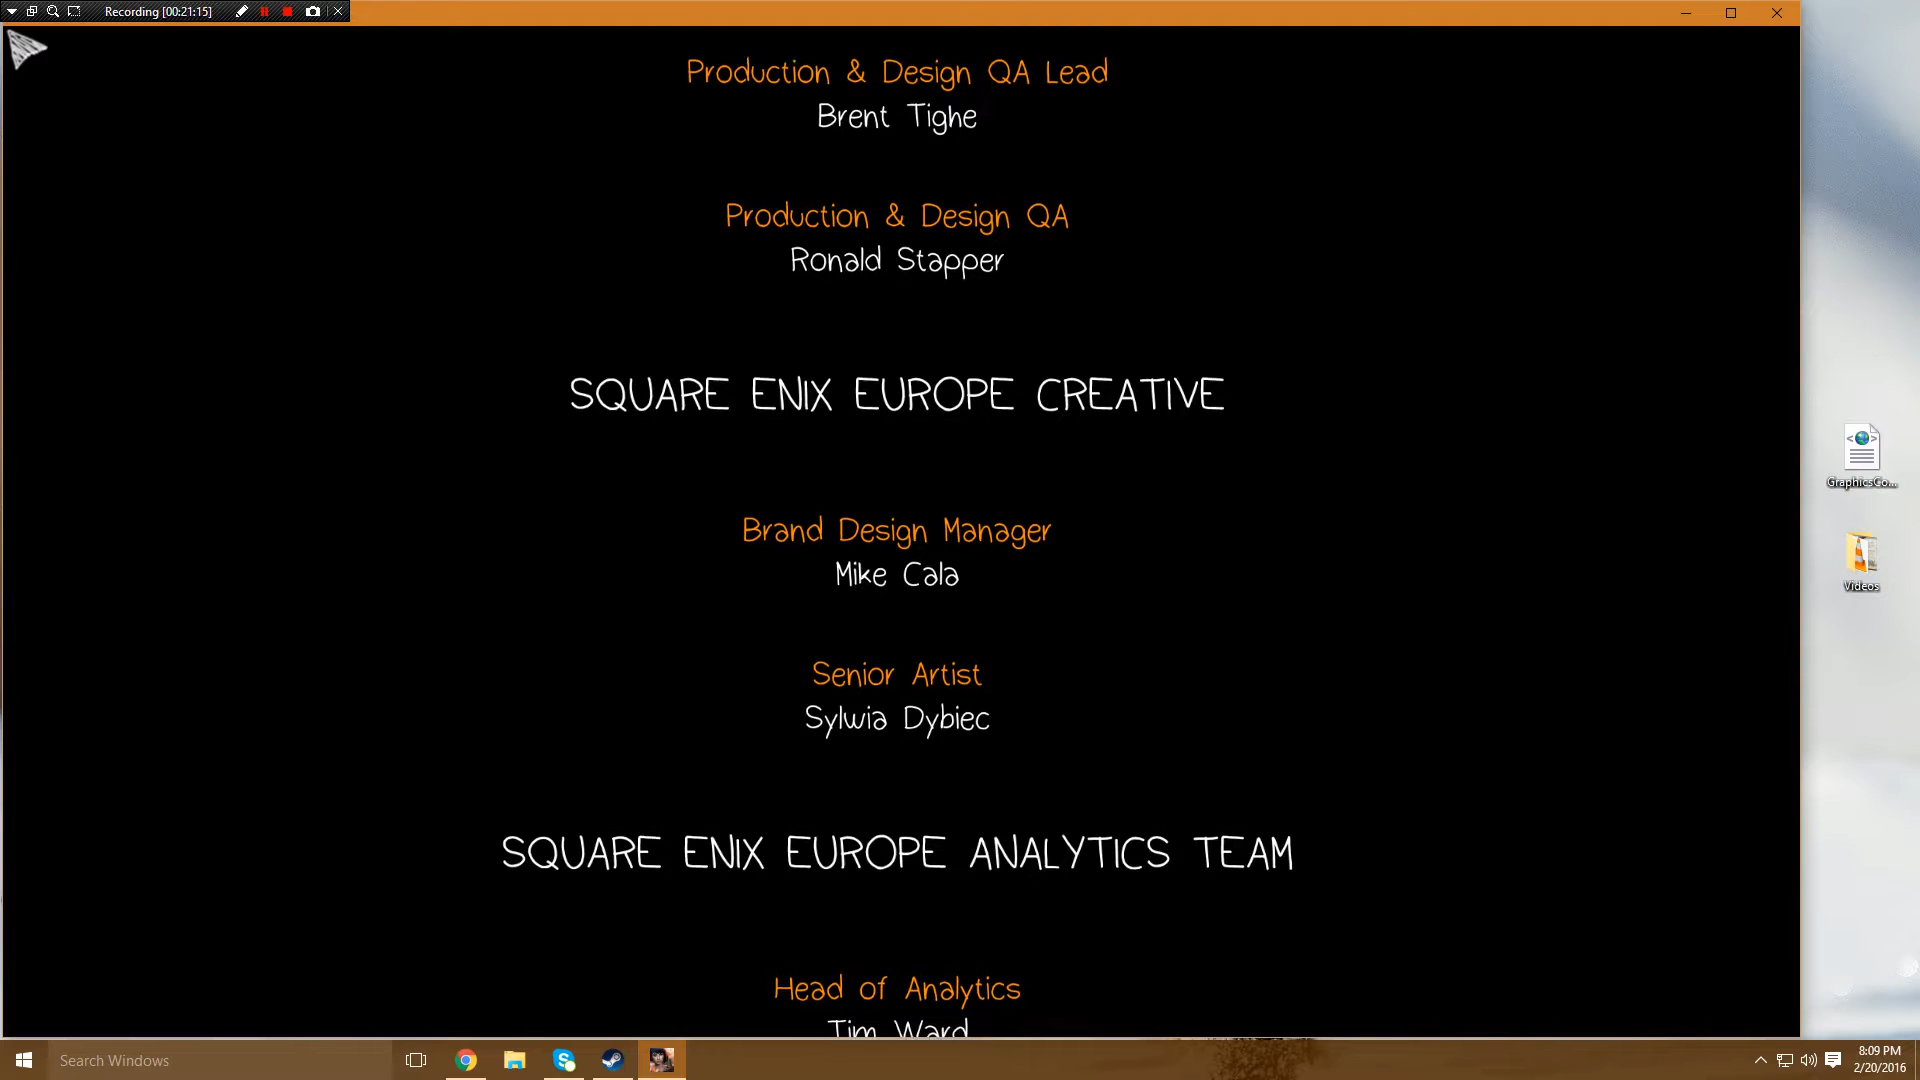 Recording [00:21:15]
Production & Design QA Lead
Brent Tighe
Production & Design QA
Ronald Stapper
SQUARE ENIX EUROPE CREATIVE
Brand Design Manager
Mike Cala
Senior Artist
Sylwia Dybiec
SQUARE ENIX EUROPE ANALYTICS TEAM
Head of Analytics
Tim Ward
GraphicsCo...
Videos
Search Windows
8:09 PM
2/20/2016